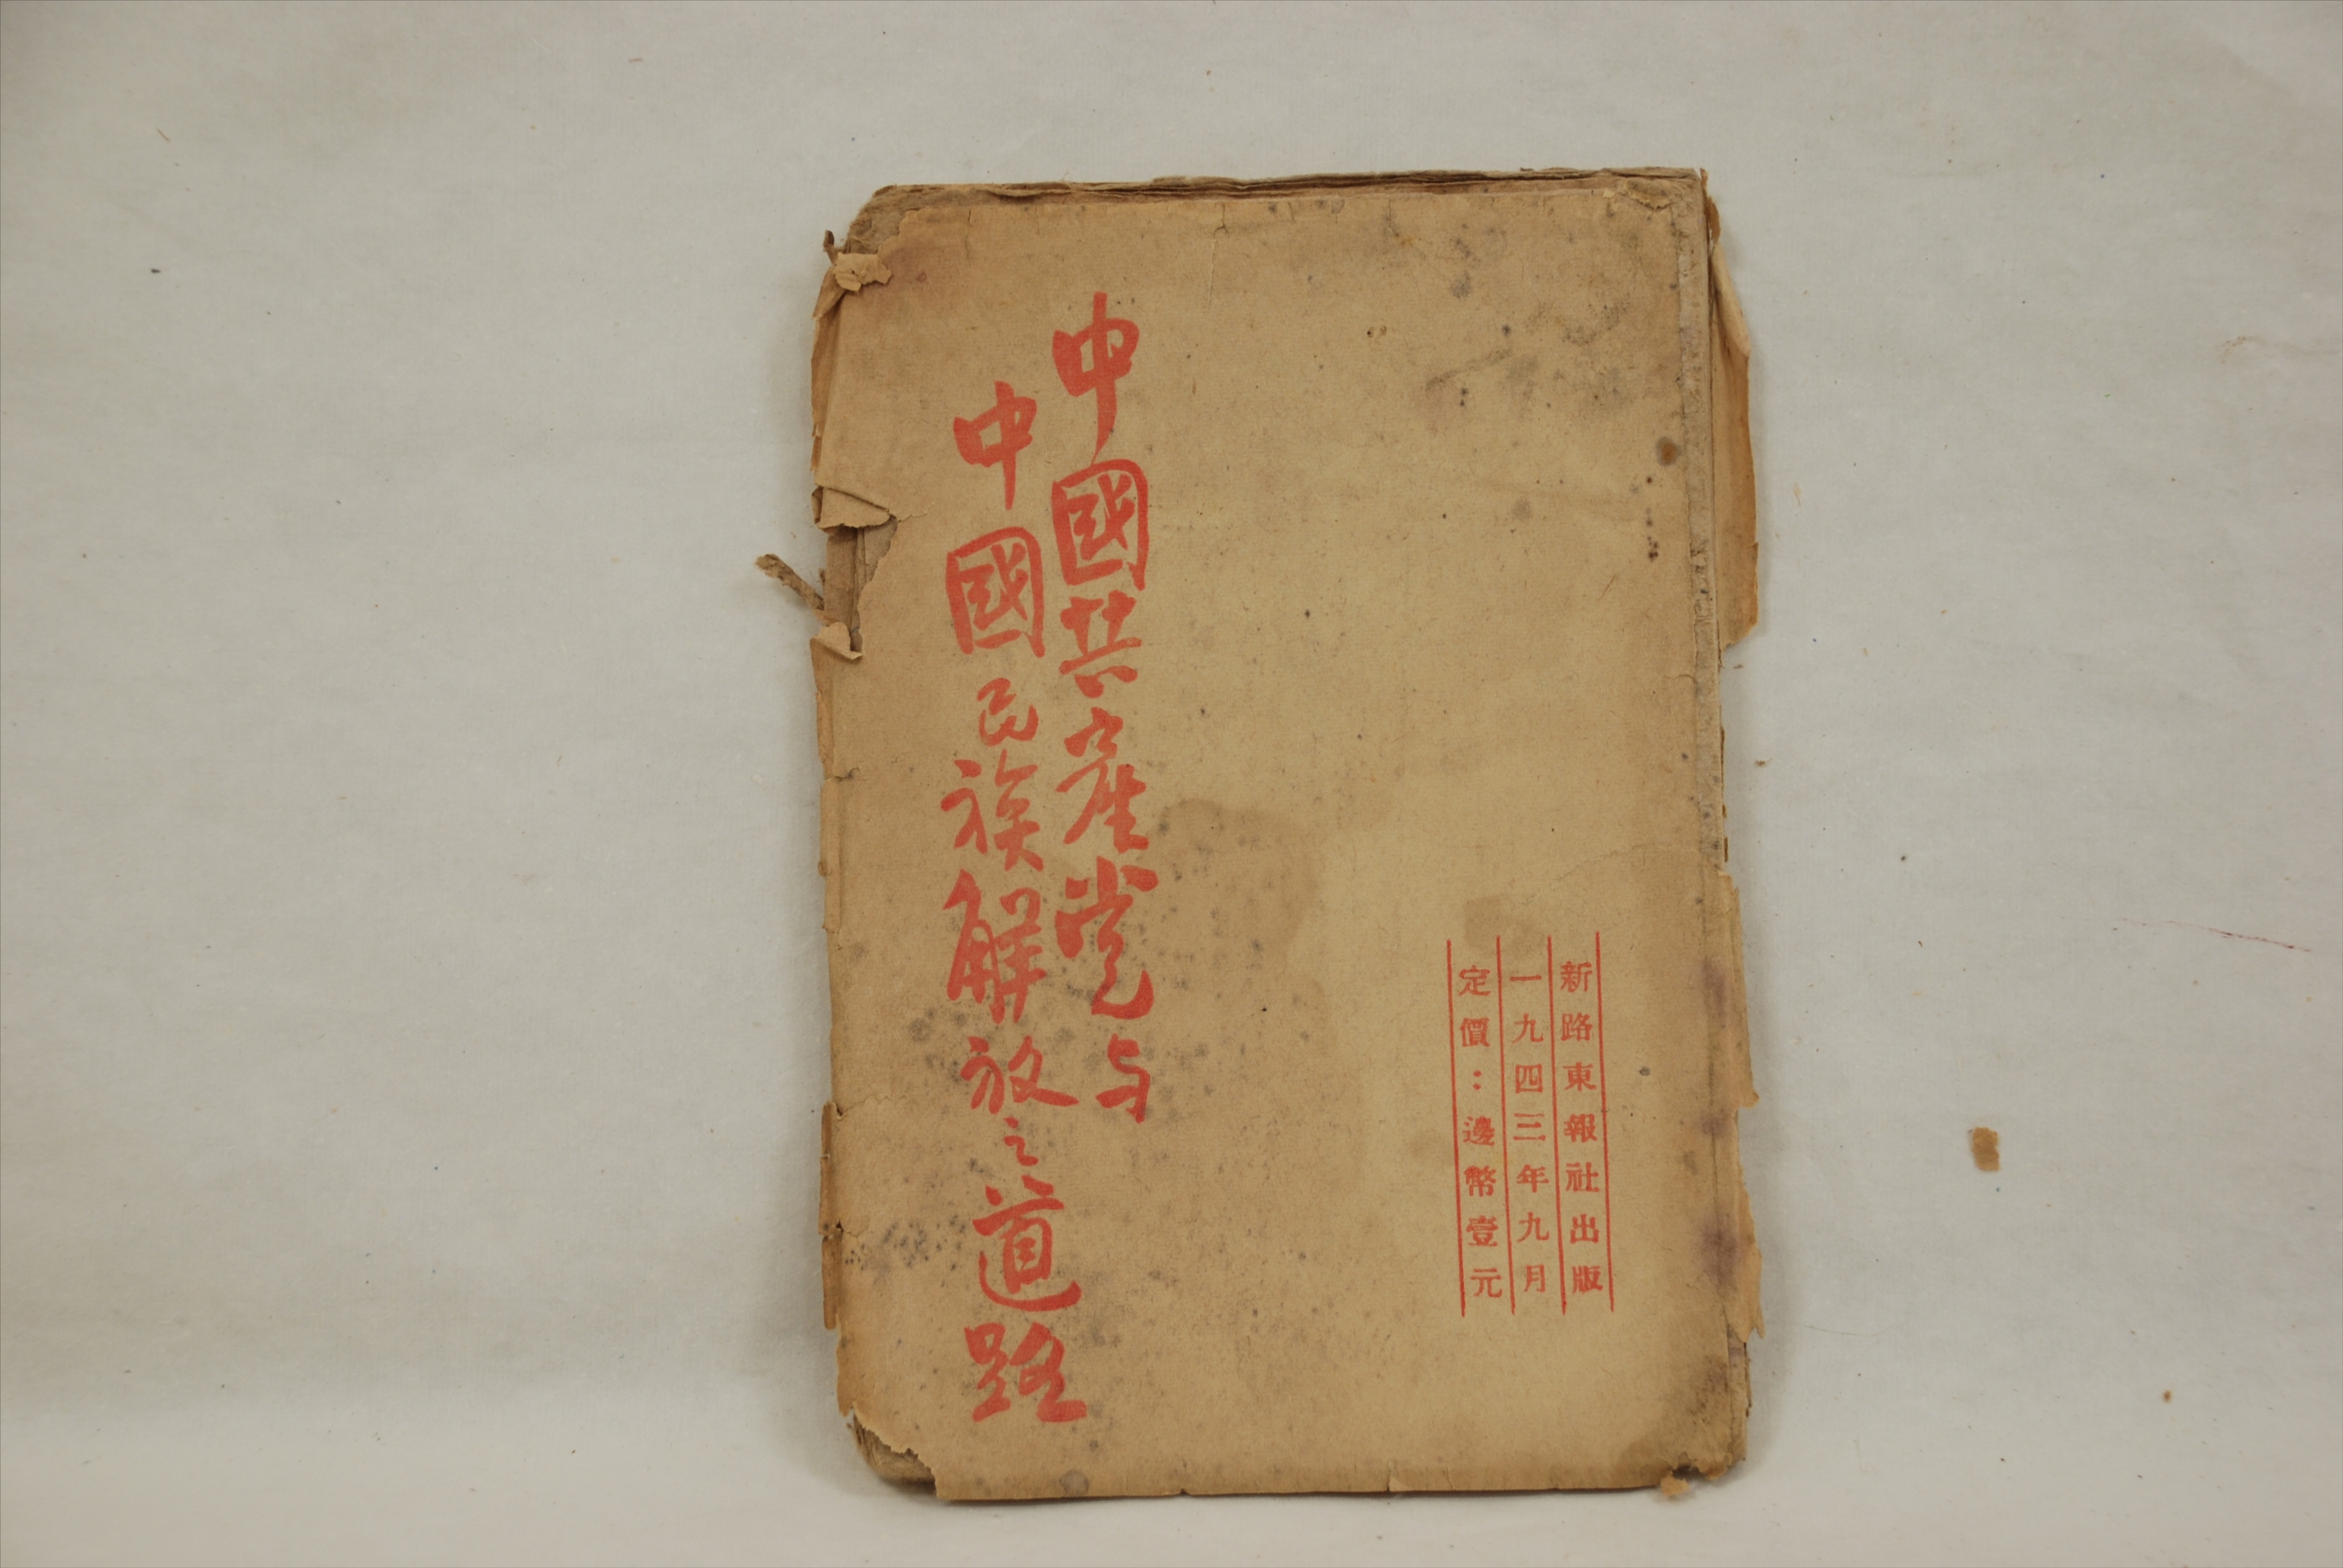 中國共产党与
中國民族解放之道路
新路東報社出版
一九四三年九月
定價：邊幣壹元